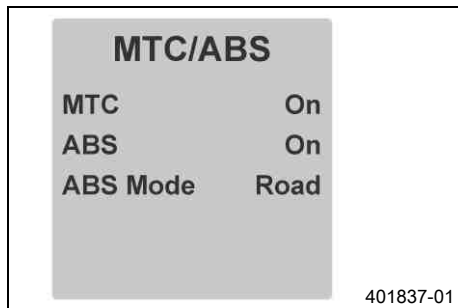 MTC/ABS
MTC On
ABS On
ABS Mode Road
401837-01